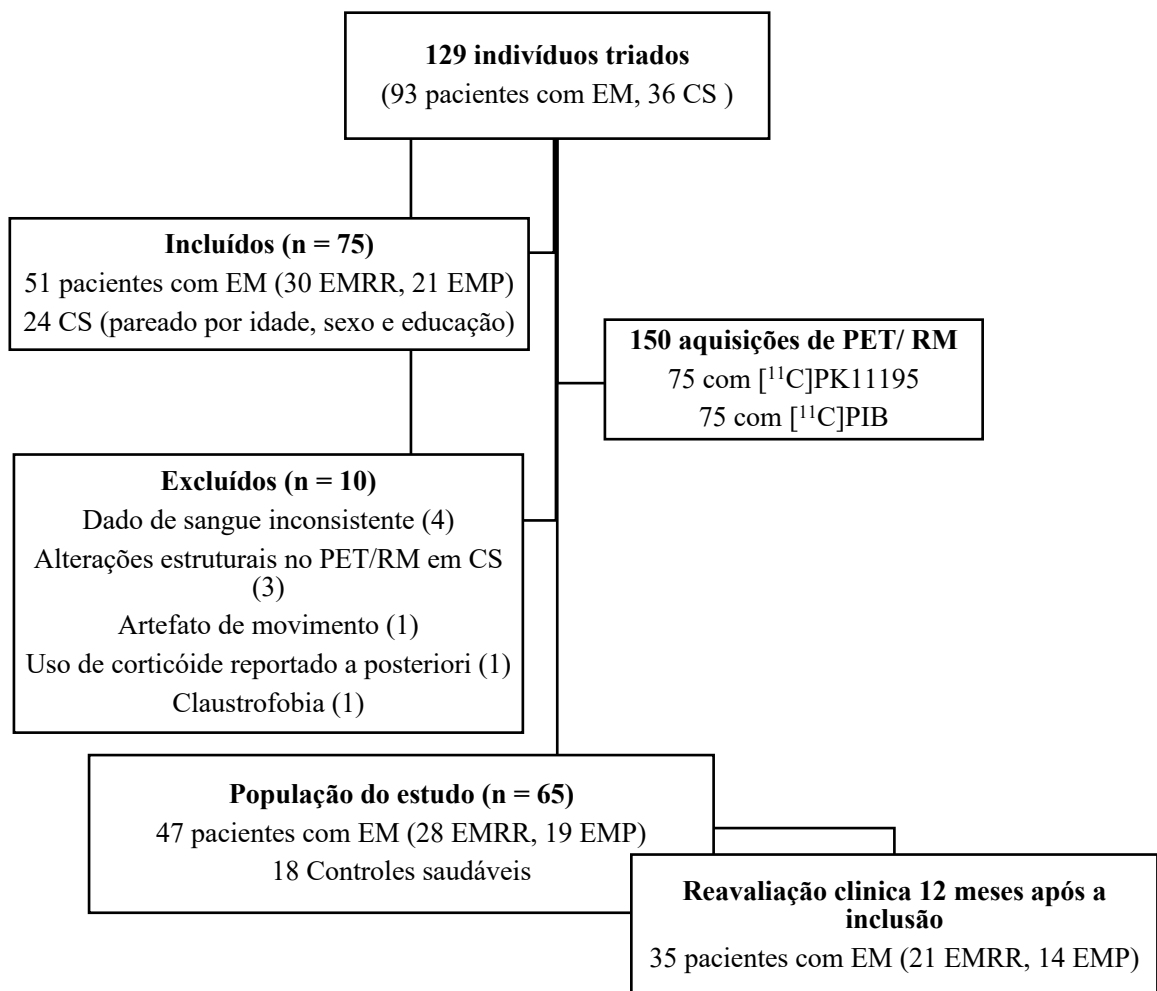 129 indivíduos triados
(93 pacientes com EM, 36 CS )
Incluídos (n = 75)
51 pacientes com EM (30 EMRR, 21 EMP)
24 CS (pareado por idade, sexo e educação)
150 aquisições de PET/ RM
75 com [¹¹C]PK11195
75 com [¹¹C]PIB
Excluídos (n = 10)
Dado de sangue inconsistente (4)
Alterações estruturais no PET/RM em CS
(3)
Artefato de movimento (1)
Uso de corticóide reportado a posteriori (1)
Claustrofobia (1)
População do estudo (n = 65)
47 pacientes com EM (28 EMRR, 19 EMP)
18 Controles saudáveis
Reavaliação clinica 12 meses após a
inclusão
35 pacientes com EM (21 EMRR, 14 EMP)